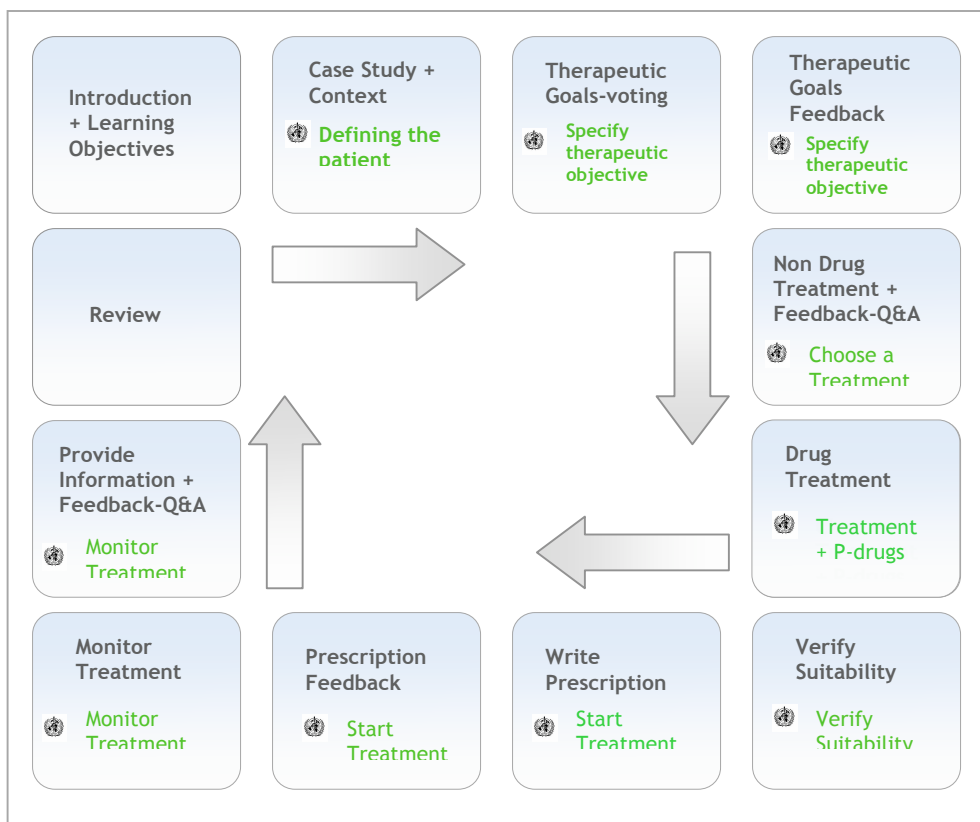 Introduction
+ Learning
Objectives
Case Study +
Context
Defining the
patient
Therapeutic
Goals-voting
Specify
therapeutic
objective
Therapeutic
Goals
Feedback
Specify
therapeutic
objective
Review
Non Drug
Treatment +
Feedback-Q&A
Choose a
Treatment
Provide
Information +
Feedback-Q&A
Monitor
Treatment
Drug
Treatment
Treatment
+ P-drugs
Monitor
Treatment
Monitor
Treatment
Prescription
Feedback
Start
Treatment
Write
Prescription
Start
Treatment
Verify
Suitability
Verify
Suitability